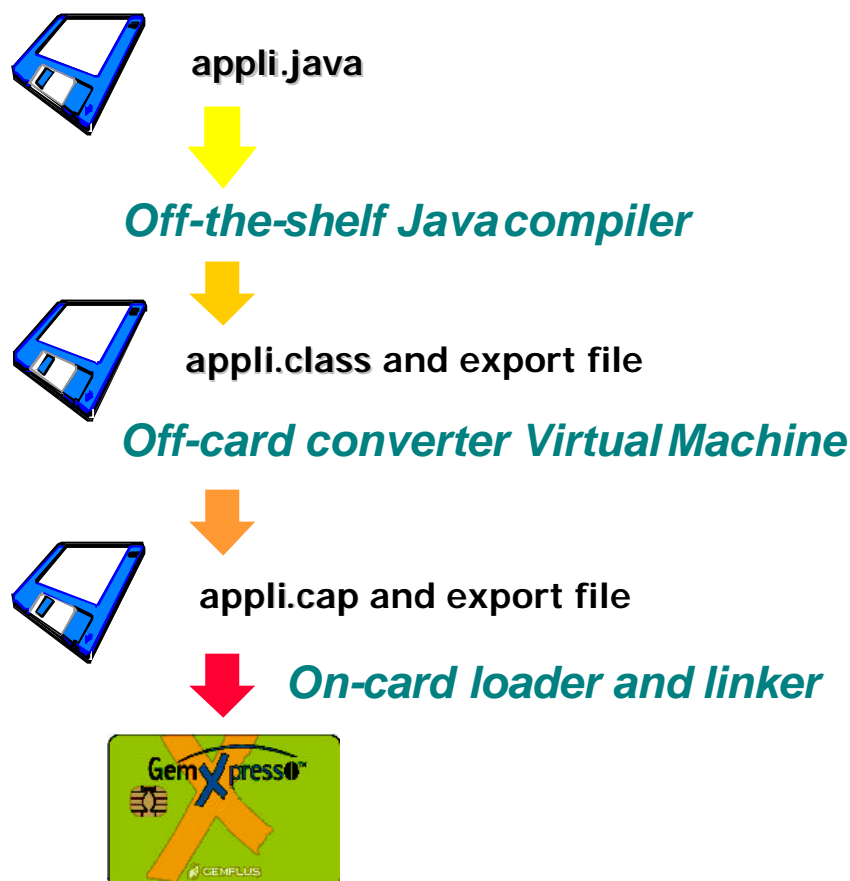 appli.java
Off-the-shelf Java compiler
appli.class and export file
Off-card converter Virtual Machine
appli.cap and export file
On-card loader and linker
GemXpresso™
GEMPLUS